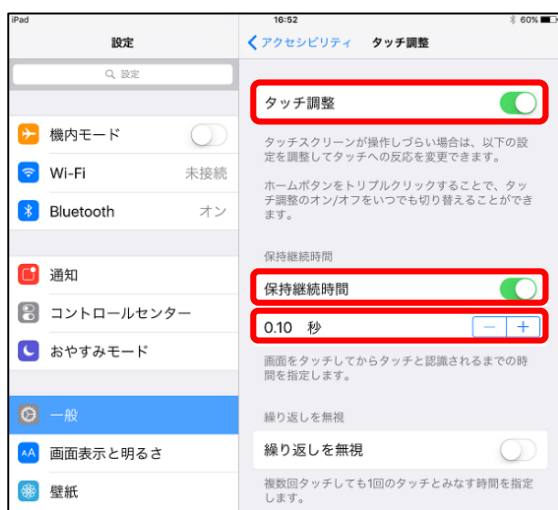 iPad
16:52
60%
設定
アクセシビリティ
タッチ調整
設定
タッチ調整
タッチスクリーンが操作しづらい場合は、以下の設
定を調整してタッチへの反応を変更できます。
ホームボタンをトリプルクリックすることで、タッ
チ調整のオン/オフをいつでも切り替えることができ
ます。
機内モード
Wi-Fi
未接続
Bluetooth
オン
通知
コントロールセンター
おやすみモード
一般
画面表示と明るさ
AA
壁紙
保持継続時間
保持継続時間
0.10 秒
− +
画面をタッチしてからタッチと認識されるまでの時
間を指定します。
繰り返しを無視
繰り返しを無視
複数回タッチしても1回のタッチとみなす時間を指定
します。